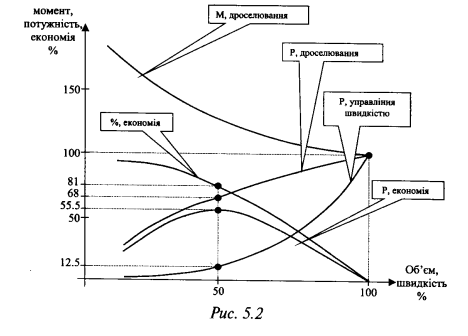 момент,
потужність,
економія
%
М, дроселювання
Р, дроселювання
Р, управління
швидкістю
%, економія
Р, економія
150
100
81
68
55.5
50
12.5
50
100
Об'єм,
швидкість
%
Рис. 5.2